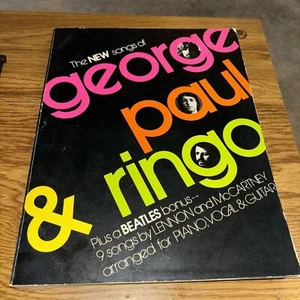 The NEW songs of
george
paul
& ringo
Plus a BEATLES bonus-
9 songs by LENNON and McCARTNEY
arranged for PIANO, VOCAL & GUITAR